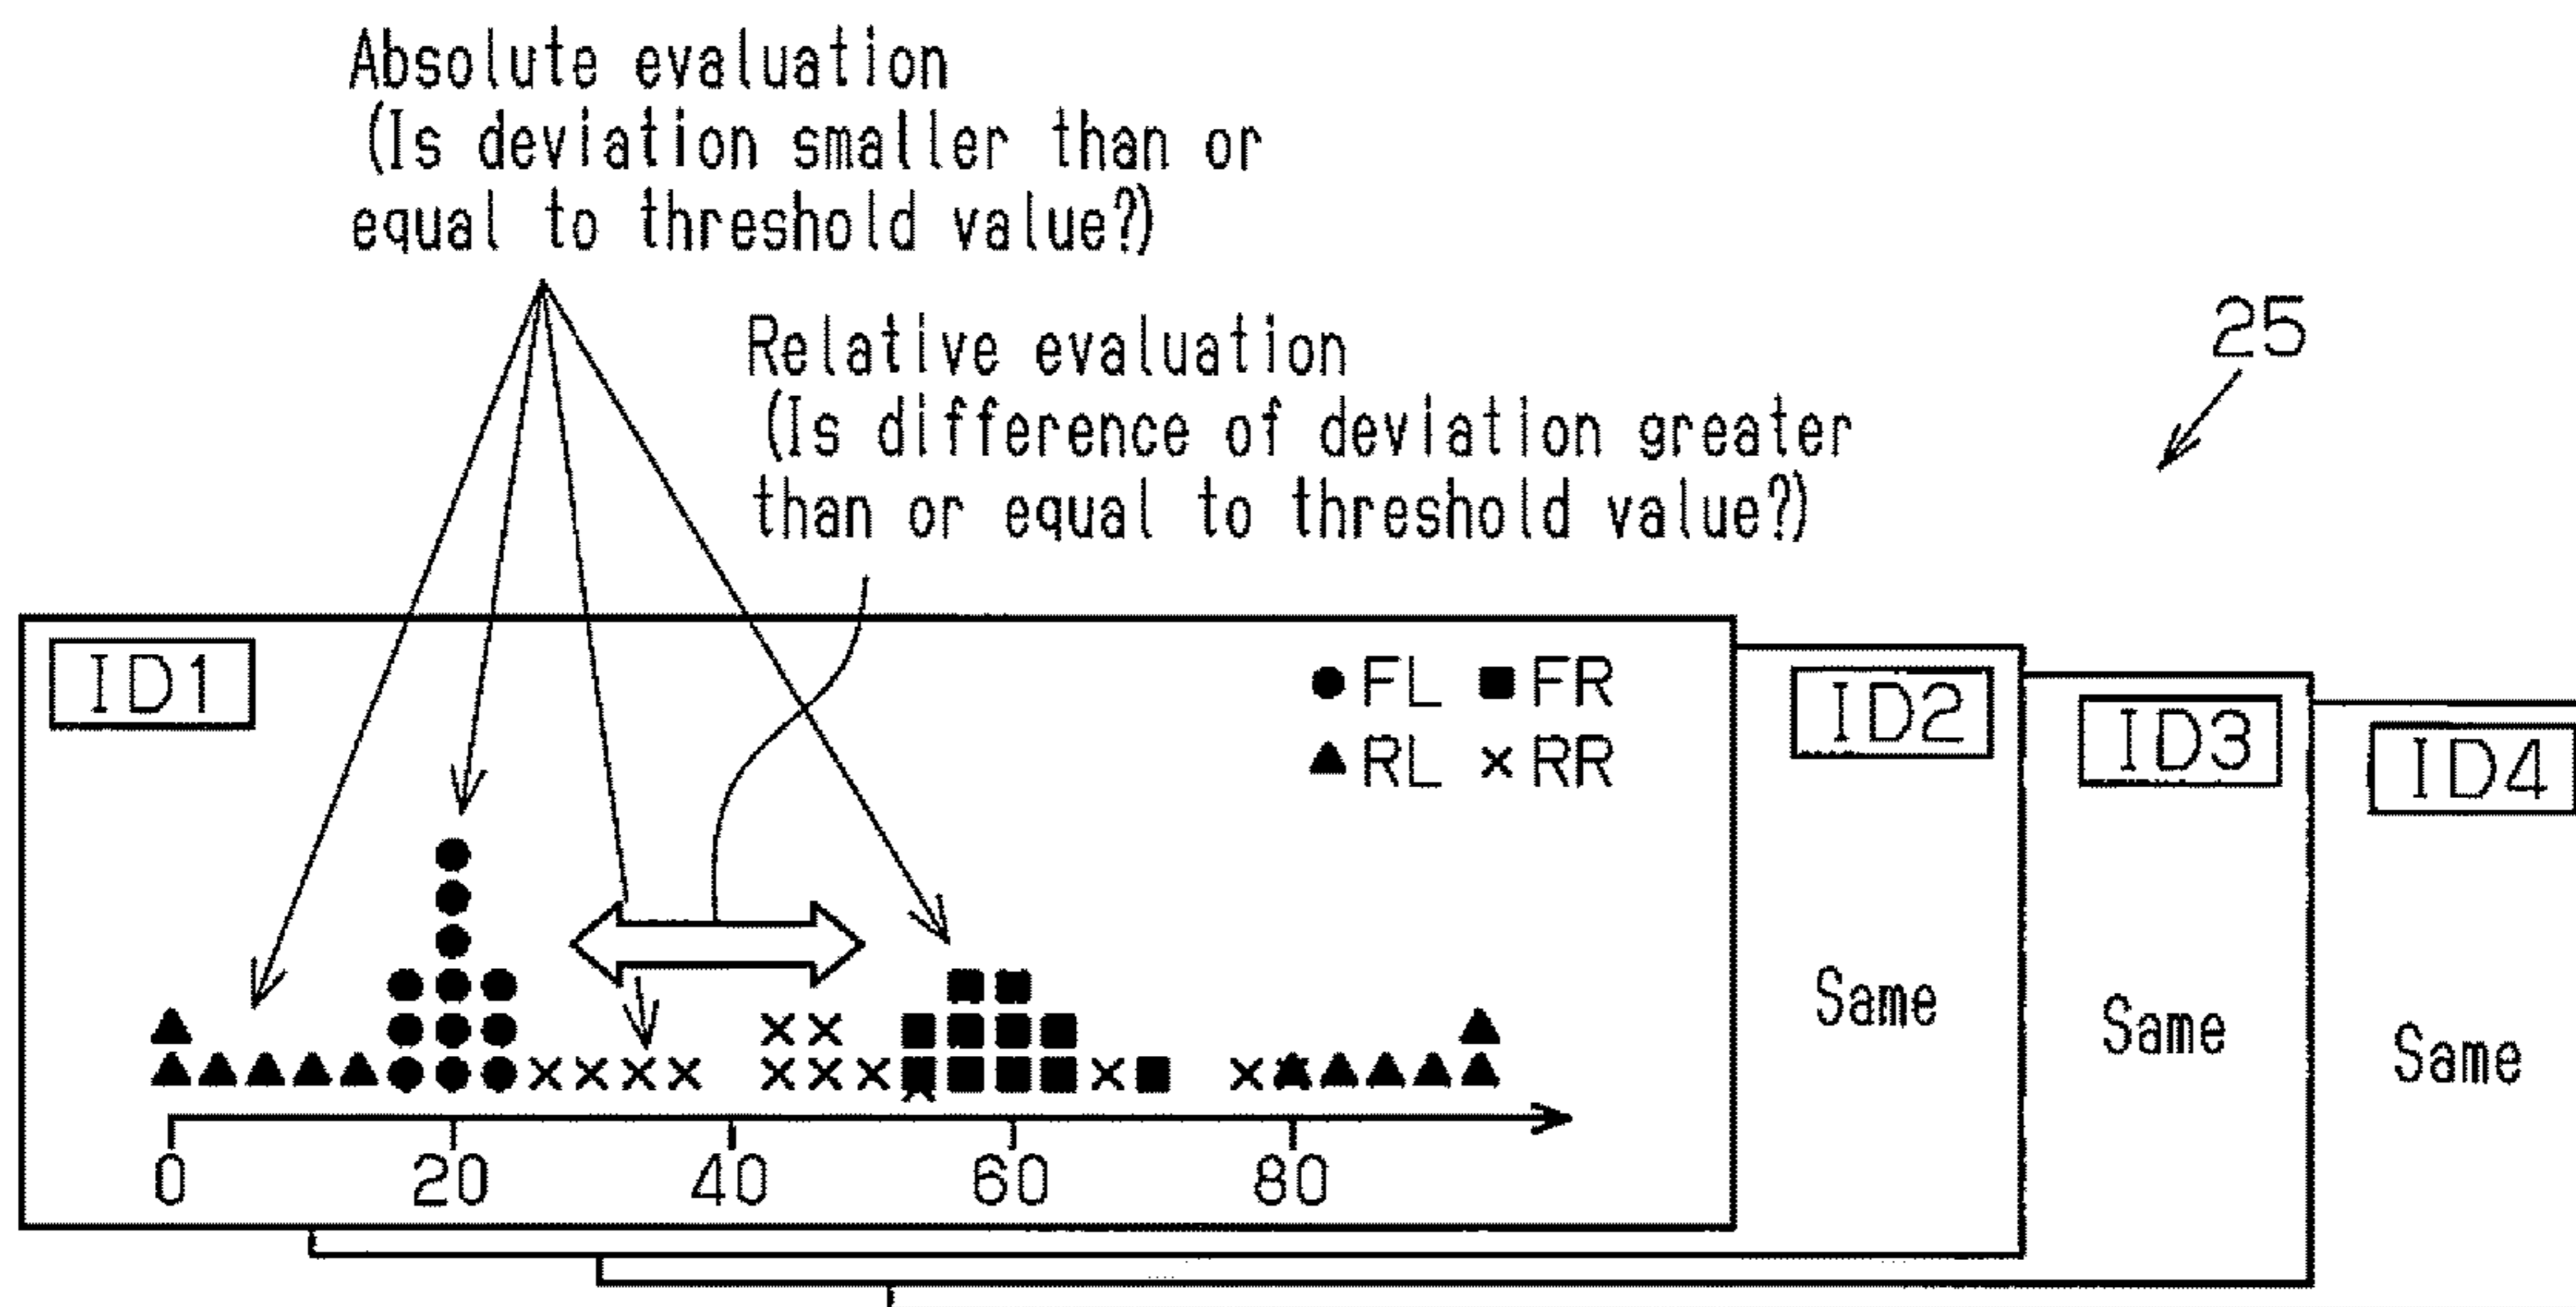 Absolute evaluation
(Is deviation smaller than or
equal to threshold value?)
Relative evaluation
(Is difference of deviation greater
than or equal to threshold value?)
25
ID1
FL FR
RL RR
ID2
ID3
ID4
Same
Same
Same
0 20 40 60 80